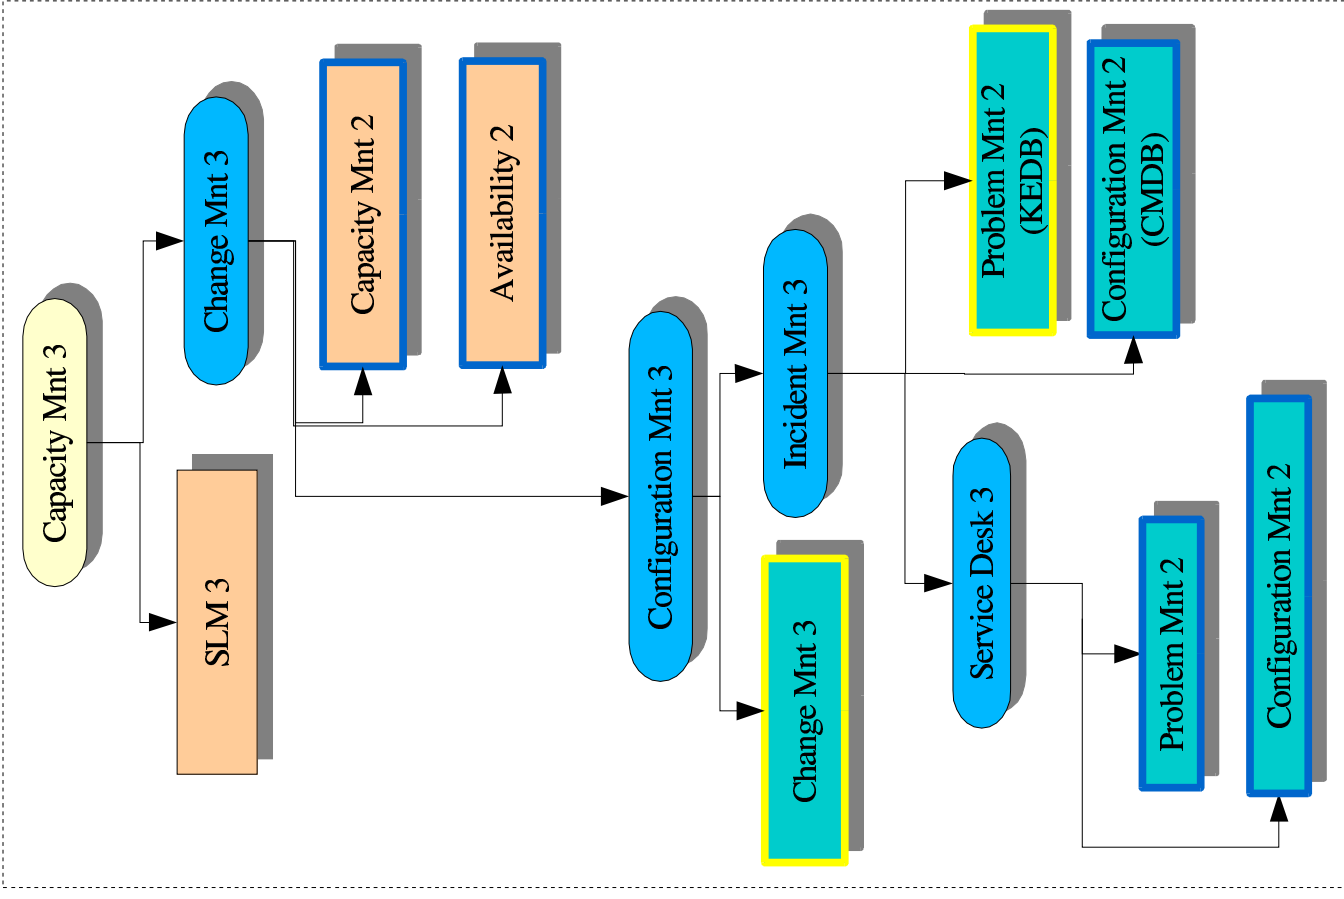 Capacity Mnt 3
SLM 3
Change Mnt 3
Capacity Mnt 2
Availability 2
Configuration Mnt 3
Change Mnt 3
Incident Mnt 3
Service Desk 3
Problem Mnt 2
(KEDB)
Configuration Mnt 2
(CMDB)
Problem Mnt 2
Configuration Mnt 2